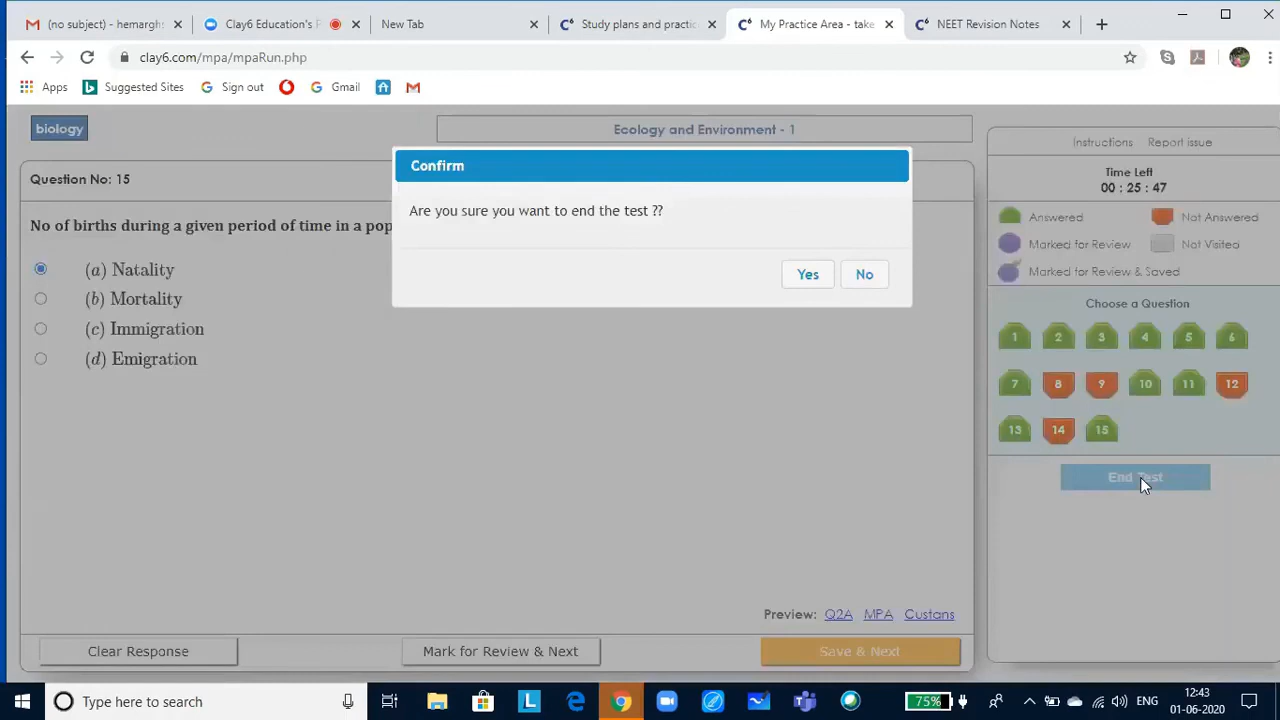 (no subject) - hemargh
Clay6 Education's P
New Tab
Study plans and practic
My Practice Area - take
NEET Revision Notes
clay6.com/mpa/mpaRun.php
Apps
Suggested Sites
Sign out
Gmail
biology
Ecology and Environment - 1
Instructions Report issue
Question No: 15
Confirm
Time Left
00 : 25 : 47
Are you sure you want to end the test ??
Answered
Not Answered
No of births during a given period of time in a pop
Marked for Review
Not Visited
Yes No
Marked for Review & Saved
(a) Natality
(b) Mortality
(c) Immigration
(d) Emigration
Choose a Question
1 2 3 4 5 6
7 8 9 10 11 12
13 14 15
End Test
Preview: Q2A MPA Custans
Clear Response
Mark for Review & Next
Save & Next
Type here to search
75%
ENG
12:43
01-06-2020